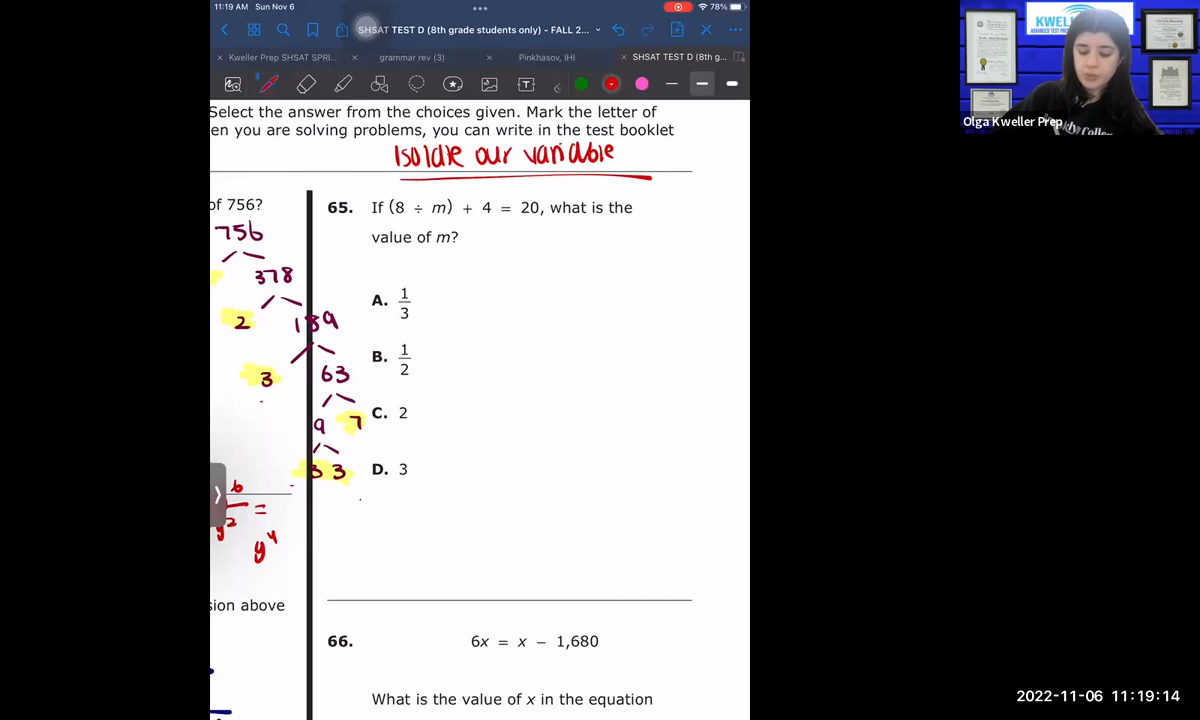 11:19 AM Sun Nov 6
78%
SHSAT TEST D (8th grade students only) - FALL 2...
Kweller Prep SHSAT SPRI...
grammar rev (3)
Pinkhasov, IHI
SHSAT TEST D (8th g...
Select the answer from the choices given. Mark the letter of
en you are solving problems, you can write in the test booklet
Isolate our variable
of 756?
756
378
2
189
3
63
9
7
3 3
6
y²
=
y⁴
sion above
65. If (8 ÷ m) + 4 = 20, what is the
value of m?
A. 1/3
B. 1/2
C. 2
D. 3
66. 6x = x − 1,680
What is the value of x in the equation
KWELLER
Olga Kweller Prep
2022-11-06 11:19:14